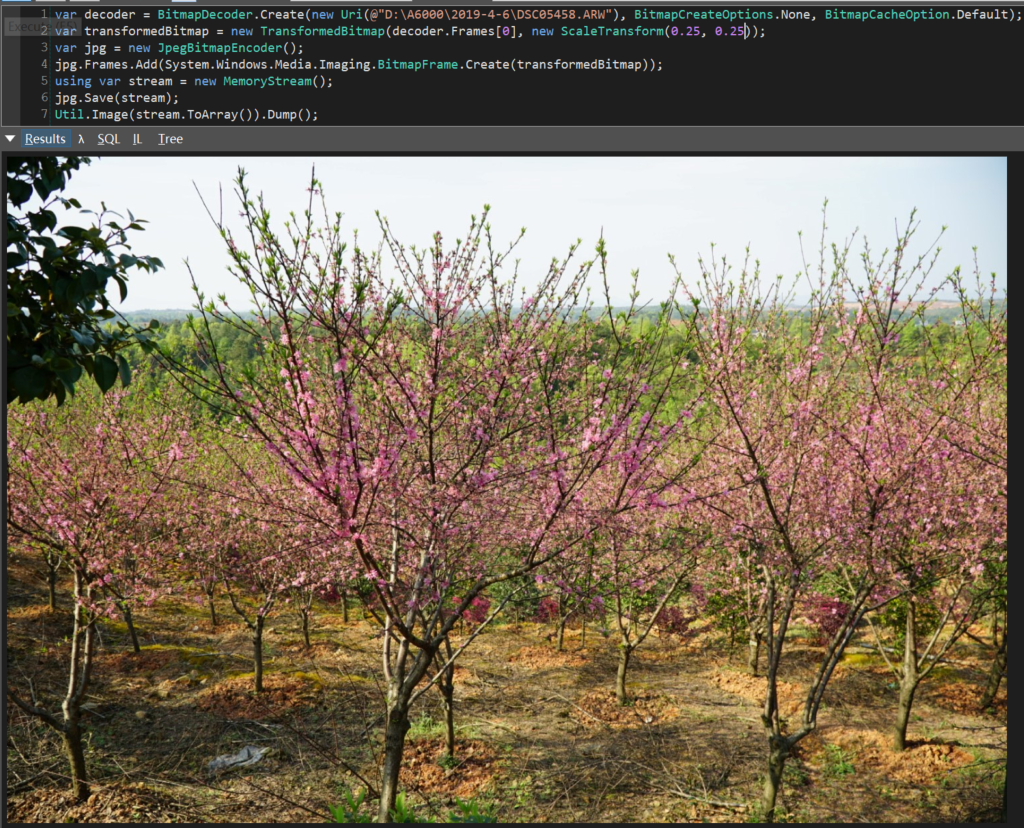 1 var decoder = BitmapDecoder.Create(new Uri(@"D:\A6000\2019-4-6\DSC05458.ARW"), BitmapCreateOptions.None, BitmapCacheOption.Default);
2 var transformedBitmap = new TransformedBitmap(decoder.Frames[0], new ScaleTransform(0.25, 0.25));
3 var jpg = new JpegBitmapEncoder();
4 jpg.Frames.Add(System.Windows.Media.Imaging.BitmapFrame.Create(transformedBitmap));
5 using var stream = new MemoryStream();
6 jpg.Save(stream);
7 Util.Image(stream.ToArray()).Dump();
Results λ SQL IL Tree